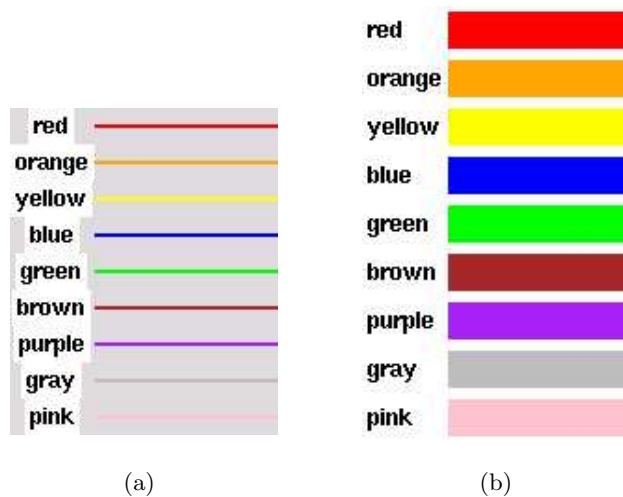 red
orange
yellow
blue
green
brown
purple
gray
pink
(a)
red
orange
yellow
blue
green
brown
purple
gray
pink
(b)